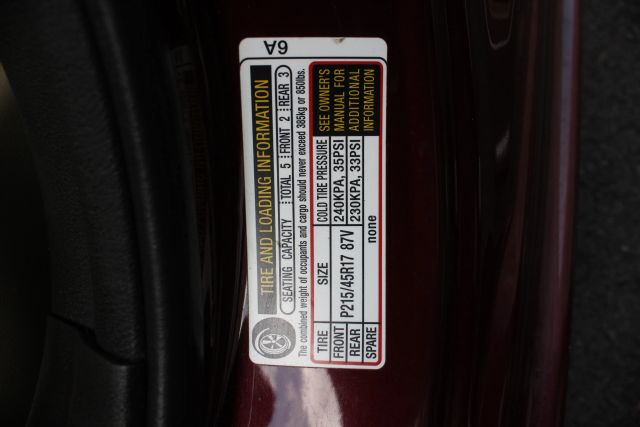 6A
TIRE AND LOADING INFORMATION
SEATING CAPACITY TOTAL 5 FRONT 2 REAR 3
The combined weight of occupants and cargo should never exceed 385kg or 850lbs.
TIRE SIZE COLD TIRE PRESSURE
FRONT P215/45R17 87V 240KPA, 35PSI
REAR 230KPA, 33PSI
SPARE none
SEE OWNER'S
MANUAL FOR
ADDITIONAL
INFORMATION